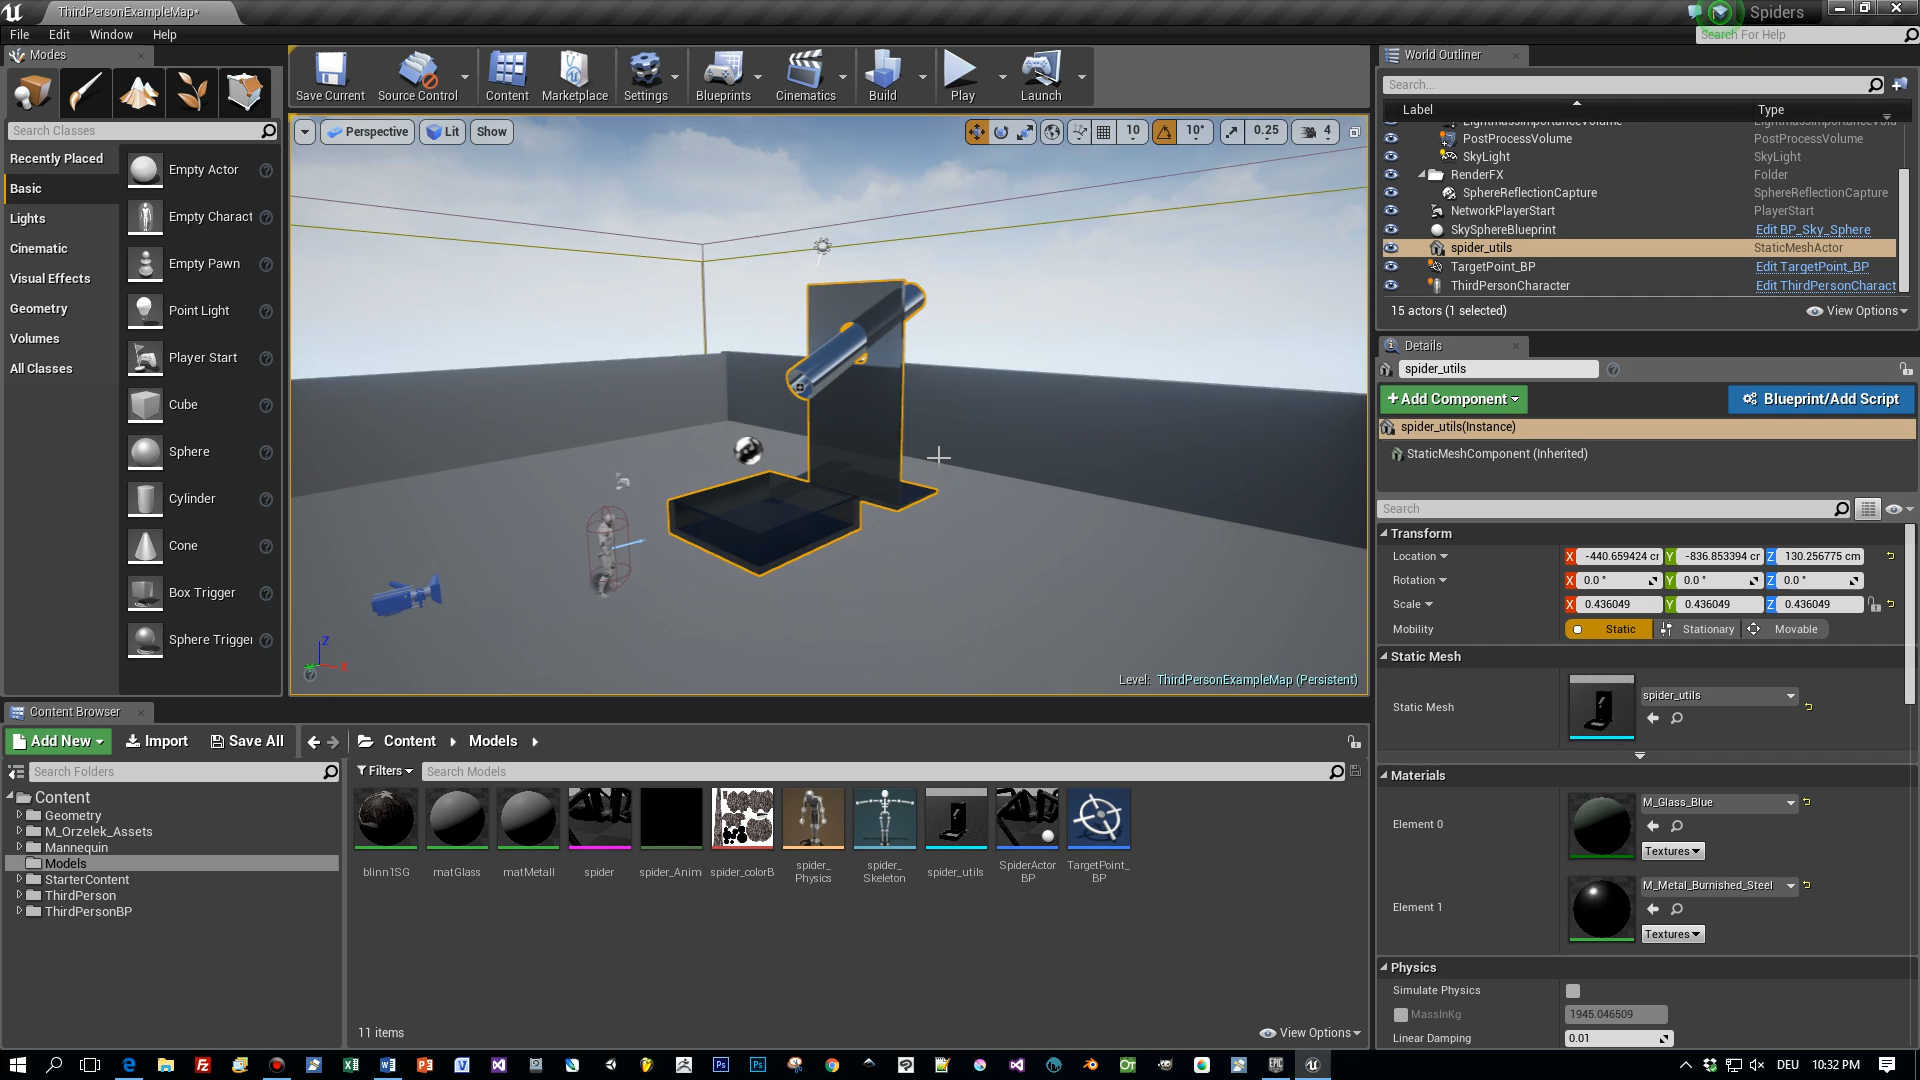 ThirdPersonExampleMap*
Spiders
File Edit Window Help
Search For Help
Modes
Search Classes
Recently Placed
Basic
Lights
Cinematic
Visual Effects
Geometry
Volumes
All Classes
Empty Actor
Empty Charact
Empty Pawn
Point Light
Player Start
Cube
Sphere
Cylinder
Cone
Box Trigger
Sphere Trigger
Save Current
Source Control
Content
Marketplace
Settings
Blueprints
Cinematics
Build
Play
Launch
Perspective
Lit
Show
10
10°
0.25
4
Z
X
Level: ThirdPersonExampleMap (Persistent)
World Outliner
Search...
Label Type
PostProcessVolume PostProcessVolume
SkyLight SkyLight
RenderFX Folder
SphereReflectionCapture SphereReflectionCapture
NetworkPlayerStart PlayerStart
SkySphereBlueprint Edit BP_Sky_Sphere
spider_utils StaticMeshActor
TargetPoint_BP Edit TargetPoint_BP
ThirdPersonCharacter Edit ThirdPersonCharact
15 actors (1 selected)
View Options
Details
spider_utils
+Add Component
Blueprint/Add Script
spider_utils(Instance)
StaticMeshComponent (Inherited)
Search
Transform
Location X -440.659424 cr Y -836.853394 cr Z 130.256775 cm
Rotation X 0.0 ° Y 0.0 ° Z 0.0 °
Scale X 0.436049 Y 0.436049 Z 0.436049
Mobility Static Stationary Movable
Static Mesh
Static Mesh spider_utils
Materials
Element 0 M_Glass_Blue
Textures
Element 1 M_Metal_Burnished_Steel
Textures
Physics
Simulate Physics
MassInKg 1945.046509
Linear Damping 0.01
Content Browser
Add New
Import
Save All
Content
Models
Search Folders
Filters
Search Models
Content
Geometry
M_Orzelek_Assets
Mannequin
Models
StarterContent
ThirdPerson
ThirdPersonBP
blinn1SG
matGlass
matMetall
spider
spider_Anim
spider_colorB
spider_
Physics
spider_
Skeleton
spider_utils
SpiderActor
BP
TargetPoint_
BP
11 items
View Options
DEU
10:32 PM